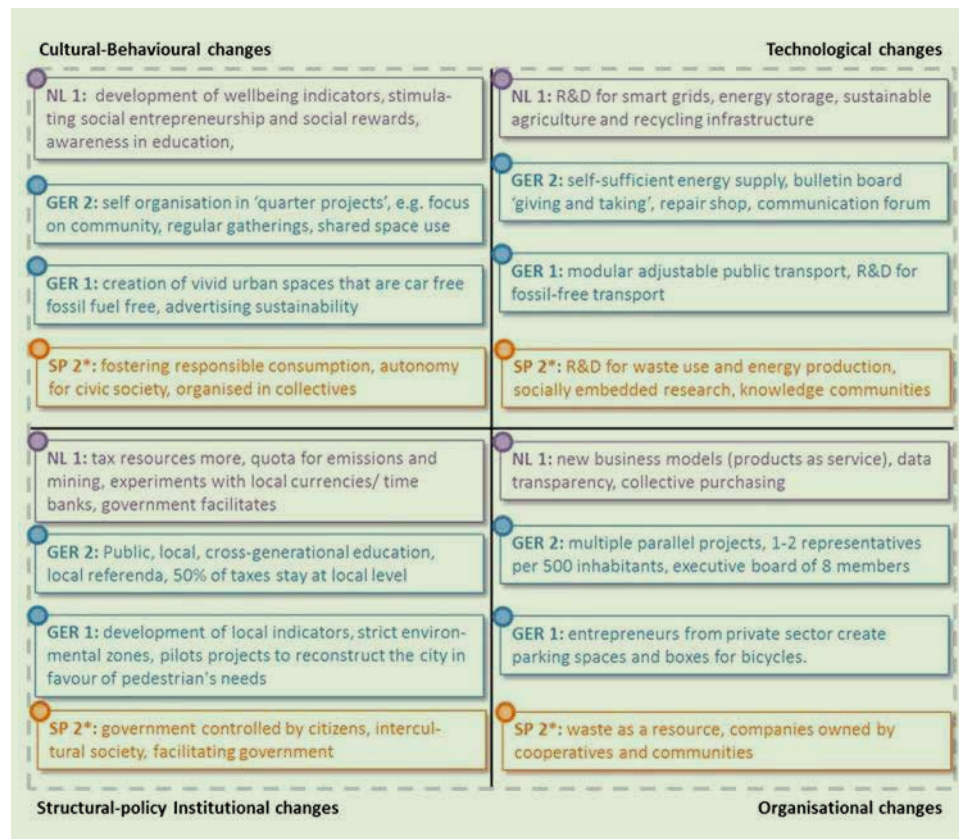 Cultural-Behavioural changes
Technological changes
NL 1: development of wellbeing indicators, stimula-
ting social entrepreneurship and social rewards,
awareness in education,
NL 1: R&D for smart grids, energy storage, sustainable
agriculture and recycling infrastructure
GER 2: self organisation in ‘quarter projects’, e.g. focus
on community, regular gatherings, shared space use
GER 2: self-sufficient energy supply, bulletin board
‘giving and taking’, repair shop, communication forum
GER 1: creation of vivid urban spaces that are car free
fossil fuel free, advertising sustainability
GER 1: modular adjustable public transport, R&D for
fossil-free transport
SP 2*: fostering responsible consumption, autonomy
for civic society, organised in collectives
SP 2*: R&D for waste use and energy production,
socially embedded research, knowledge communities
NL 1: tax resources more, quota for emissions and
mining, experiments with local currencies/ time
banks, government facilitates
NL 1: new business models (products as service), data
transparency, collective purchasing
GER 2: Public, local, cross-generational education,
local referenda, 50% of taxes stay at local level
GER 2: multiple parallel projects, 1-2 representatives
per 500 inhabitants, executive board of 8 members
GER 1: development of local indicators, strict environ-
mental zones, pilots projects to reconstruct the city in
favour of pedestrian's needs
GER 1: entrepreneurs from private sector create
parking spaces and boxes for bicycles.
SP 2*: government controlled by citizens, intercul-
tural society, facilitating government
SP 2*: waste as a resource, companies owned by
cooperatives and communities
Structural-policy Institutional changes
Organisational changes